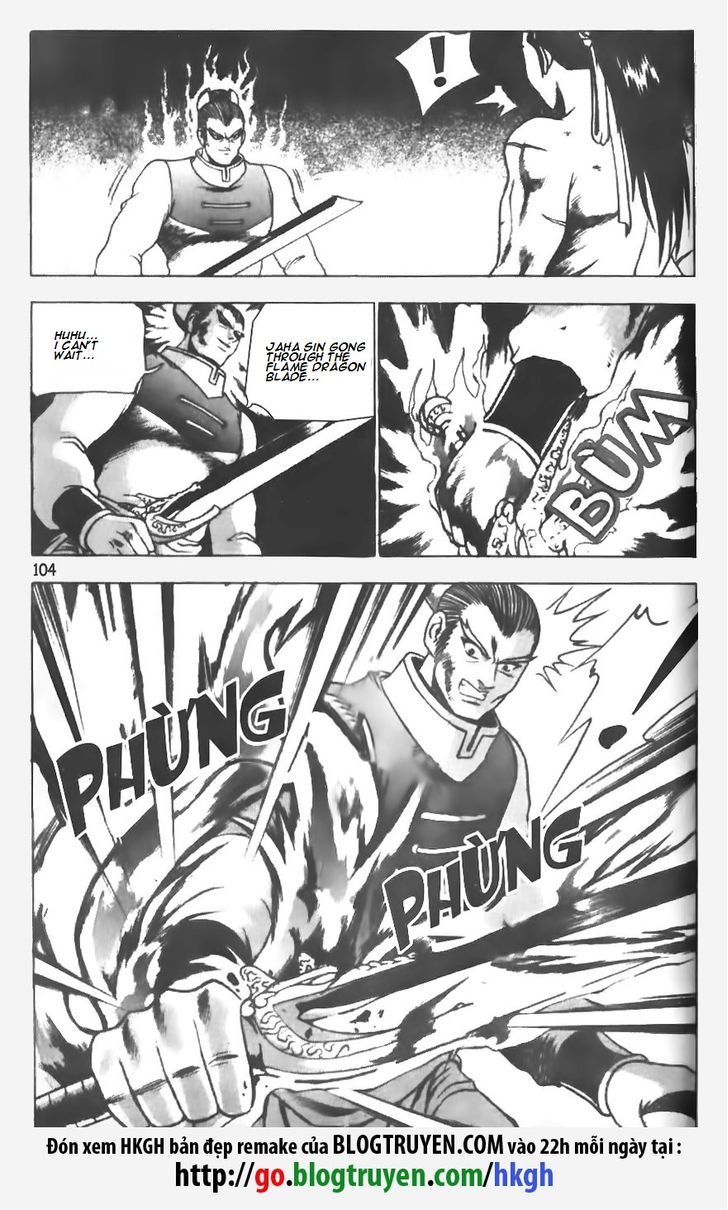 !
HUHU...
I CAN'T
WAIT...
JAHA SIN GONG
THROUGH THE
FLAME DRAGON
BLADE...
BÙM
104
PHÙNG
PHÙNG
Đón xem HKGH bản đẹp remake của BLOGTRUYEN.COM vào 22h mỗi ngày tại :
http://go.blogtruyen.com/hkgh